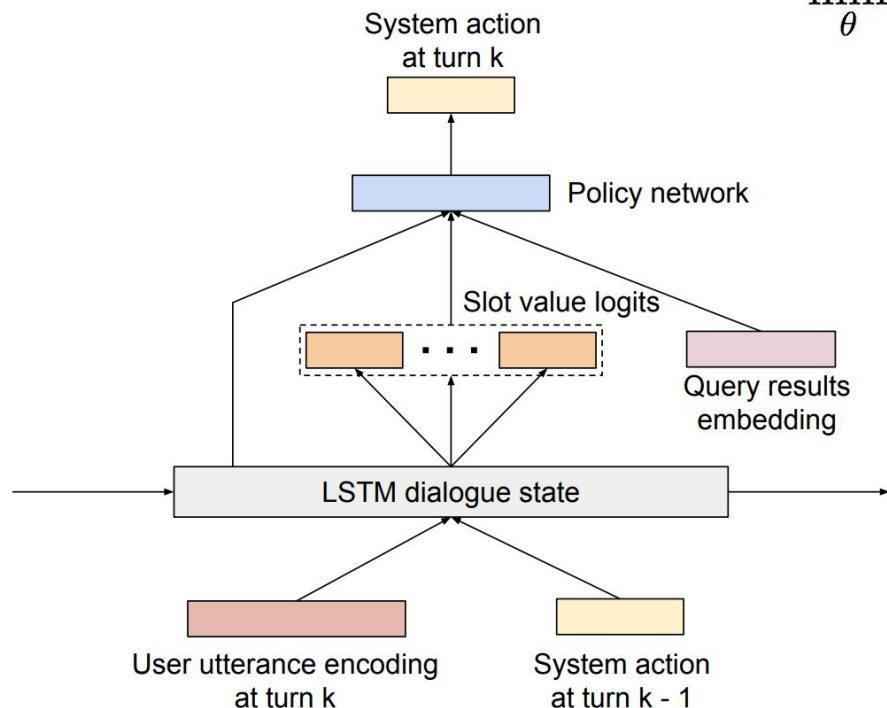 System action
at turn k
θ
Policy network
Slot value logits
Query results
embedding
LSTM dialogue state
User utterance encoding
at turn k
System action
at turn k - 1